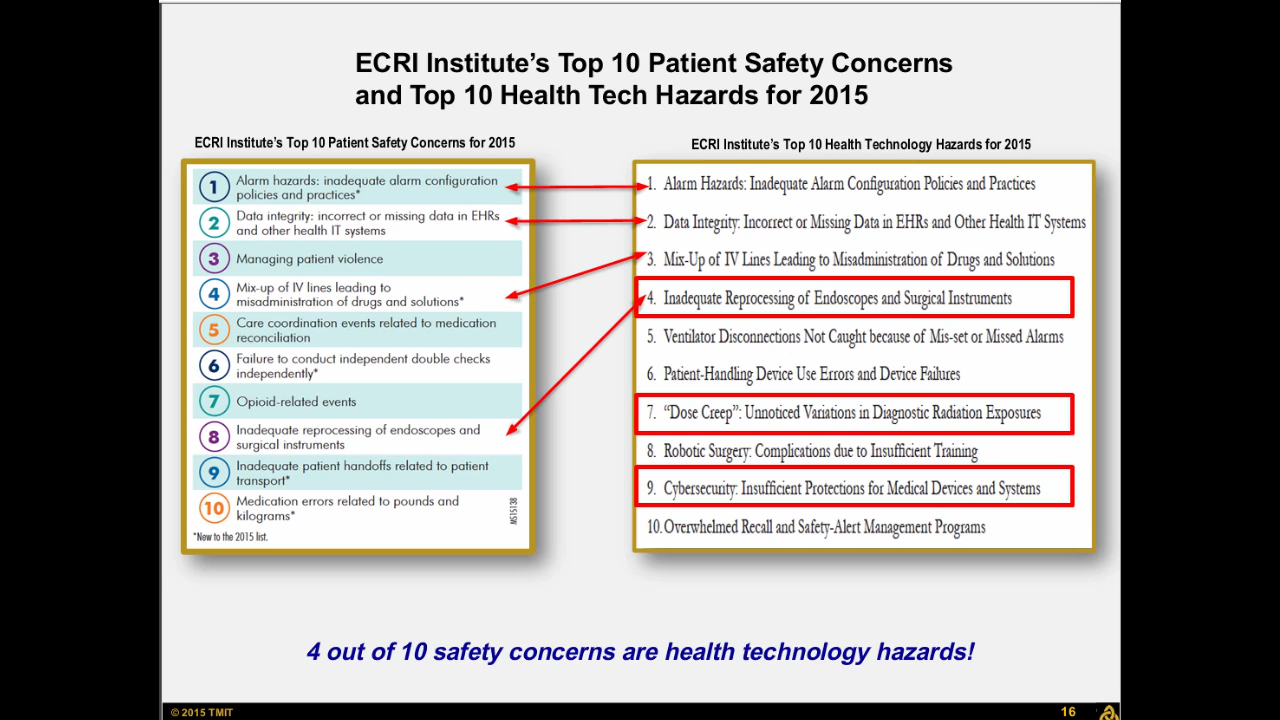 ECRI Institute's Top 10 Patient Safety Concerns
and Top 10 Health Tech Hazards for 2015
ECRI Institute's Top 10 Patient Safety Concerns for 2015
1 Alarm hazards: inadequate alarm configuration
policies and practices*
2 Data integrity: incorrect or missing data in EHRs
and other health IT systems
3 Managing patient violence
4 Mix-up of IV lines leading to
misadministration of drugs and solutions*
5 Care coordination events related to medication
reconciliation
6 Failure to conduct independent double checks
independently*
7 Opioid-related events
8 Inadequate reprocessing of endoscopes and
surgical instruments
9 Inadequate patient handoffs related to patient
transport*
10 Medication errors related to pounds and
kilograms*
MS15138
*New to the 2015 list.
ECRI Institute's Top 10 Health Technology Hazards for 2015
1. Alarm Hazards: Inadequate Alarm Configuration Policies and Practices
2. Data Integrity: Incorrect or Missing Data in EHRs and Other Health IT Systems
3. Mix-Up of IV Lines Leading to Misadministration of Drugs and Solutions
4. Inadequate Reprocessing of Endoscopes and Surgical Instruments
5. Ventilator Disconnections Not Caught because of Mis-set or Missed Alarms
6. Patient-Handling Device Use Errors and Device Failures
7. "Dose Creep": Unnoticed Variations in Diagnostic Radiation Exposures
8. Robotic Surgery: Complications due to Insufficient Training
9. Cybersecurity: Insufficient Protections for Medical Devices and Systems
10. Overwhelmed Recall and Safety-Alert Management Programs
4 out of 10 safety concerns are health technology hazards!
© 2015 TMIT
16